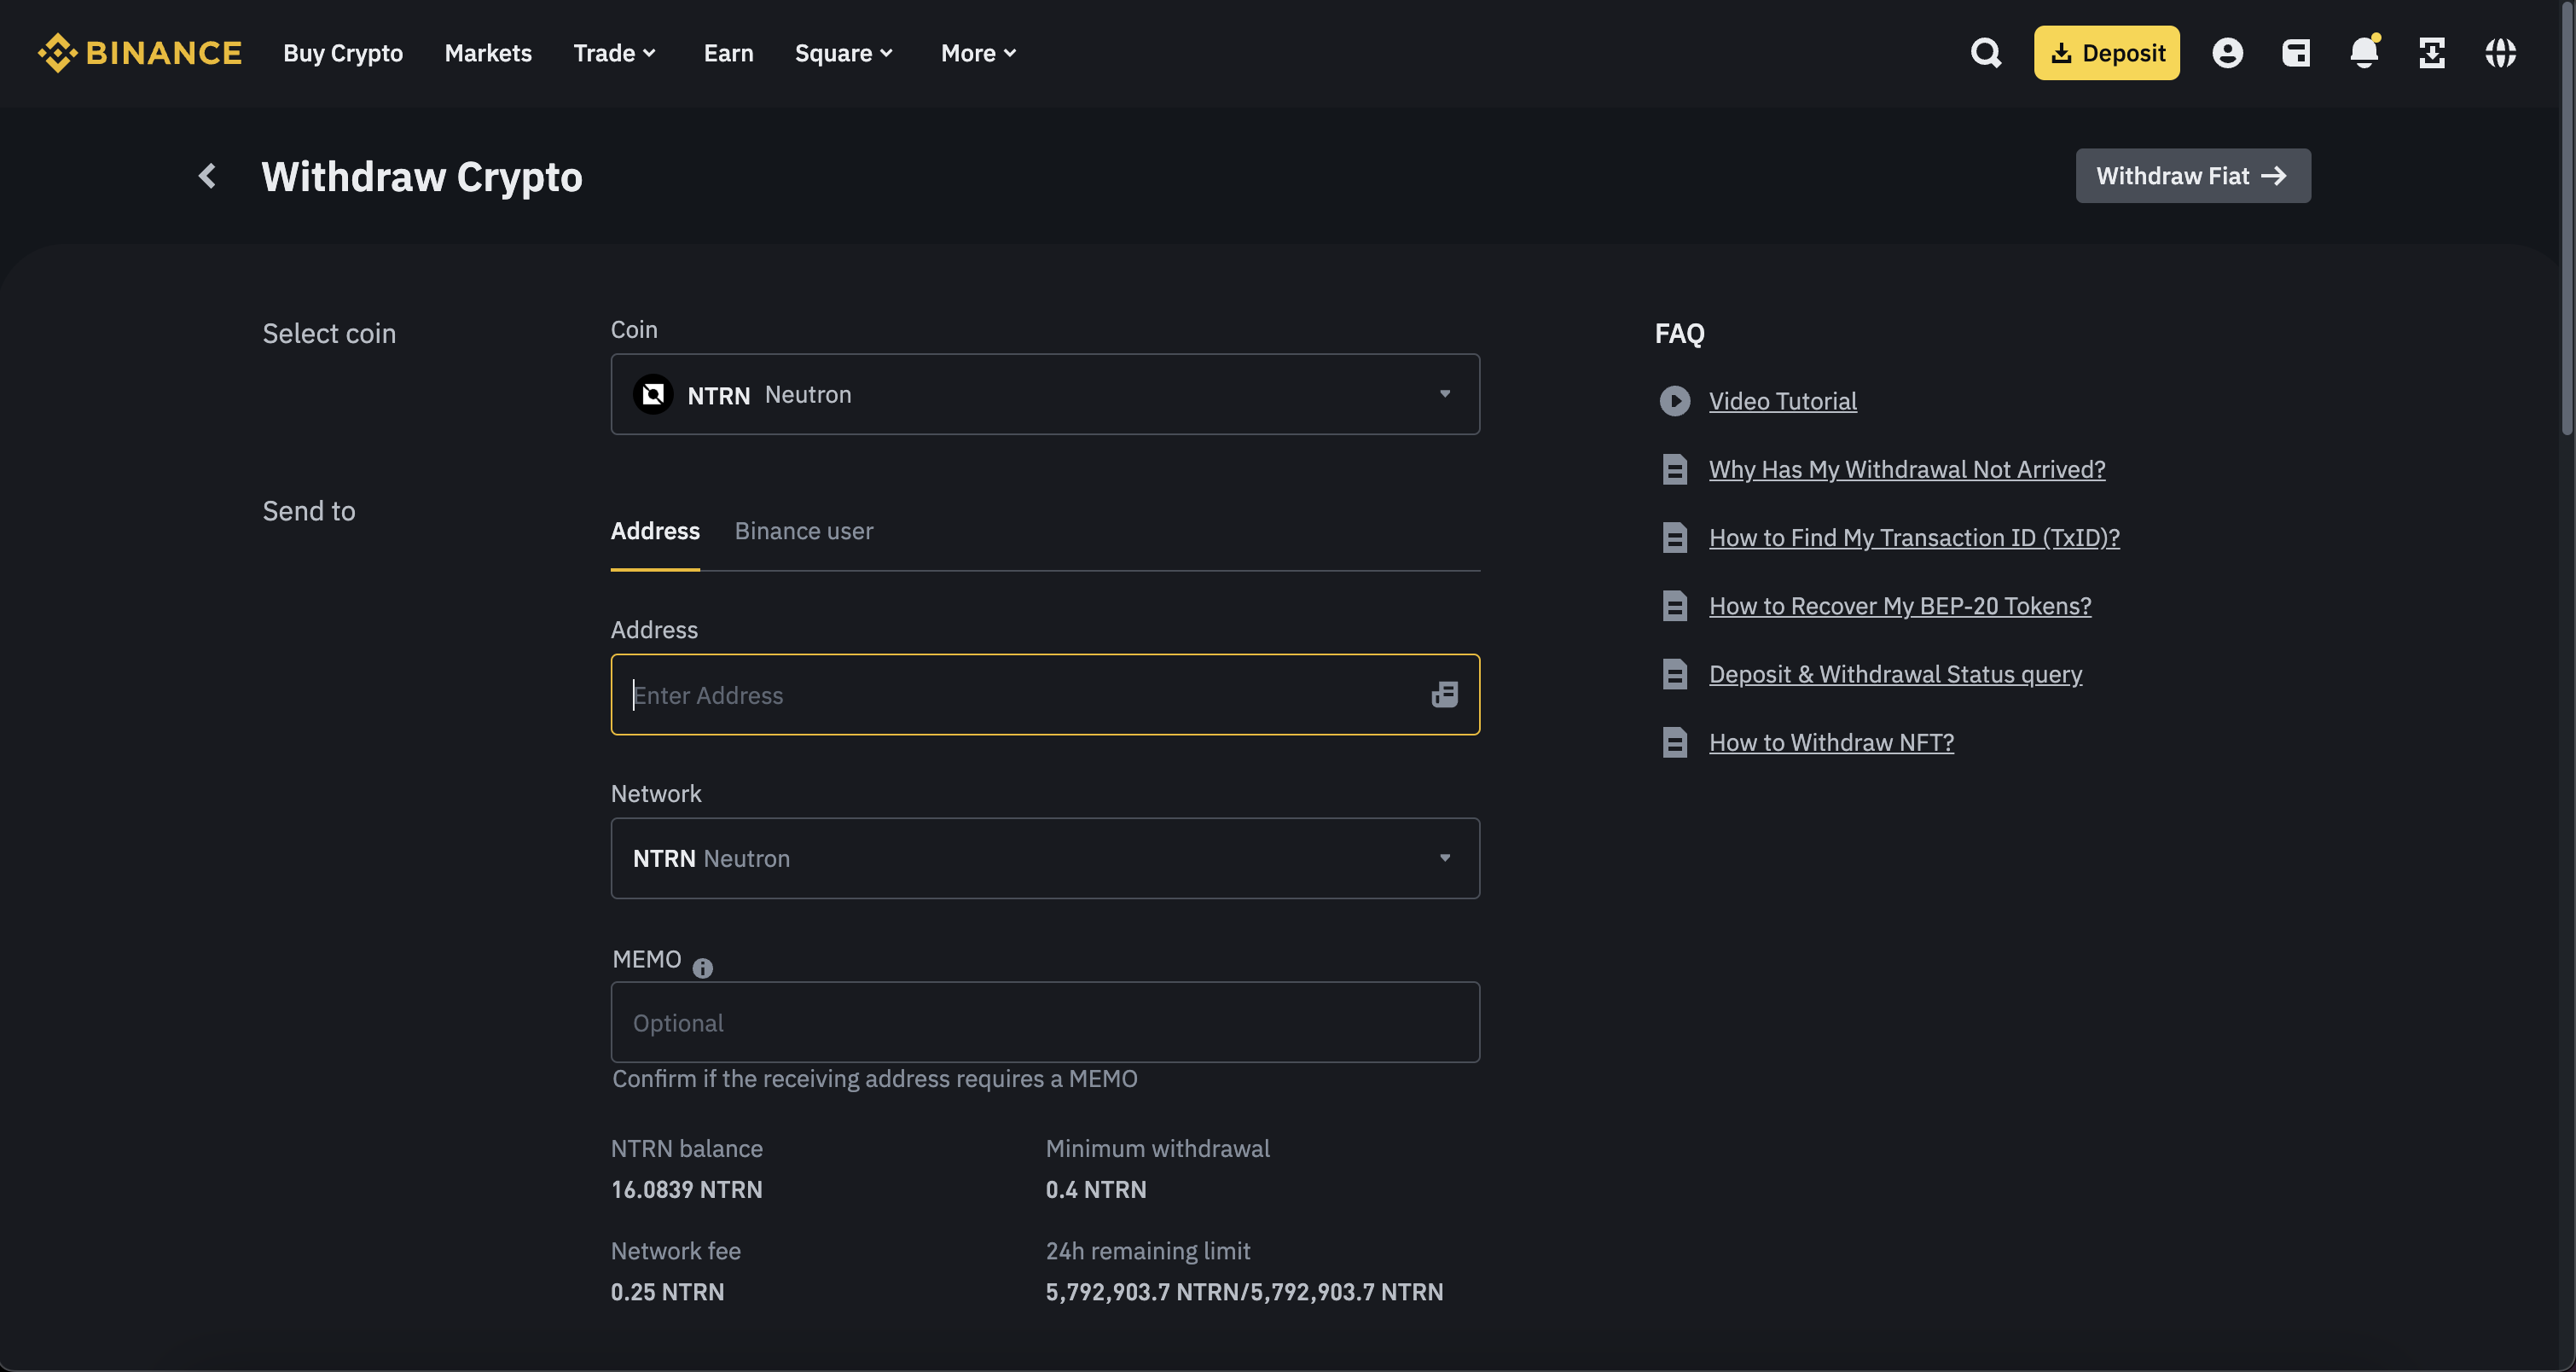 BINANCE Buy Crypto Markets Trade Earn Square More Deposit
Withdraw Crypto
Withdraw Fiat
Select coin
Coin
NTRN Neutron
Send to
Address Binance user
Address
Enter Address
Network
NTRN Neutron
MEMO
Optional
Confirm if the receiving address requires a MEMO
NTRN balance
16.0839 NTRN
Minimum withdrawal
0.4 NTRN
Network fee
0.25 NTRN
24h remaining limit
5,792,903.7 NTRN/5,792,903.7 NTRN
FAQ
Video Tutorial
Why Has My Withdrawal Not Arrived?
How to Find My Transaction ID (TxID)?
How to Recover My BEP-20 Tokens?
Deposit & Withdrawal Status query
How to Withdraw NFT?